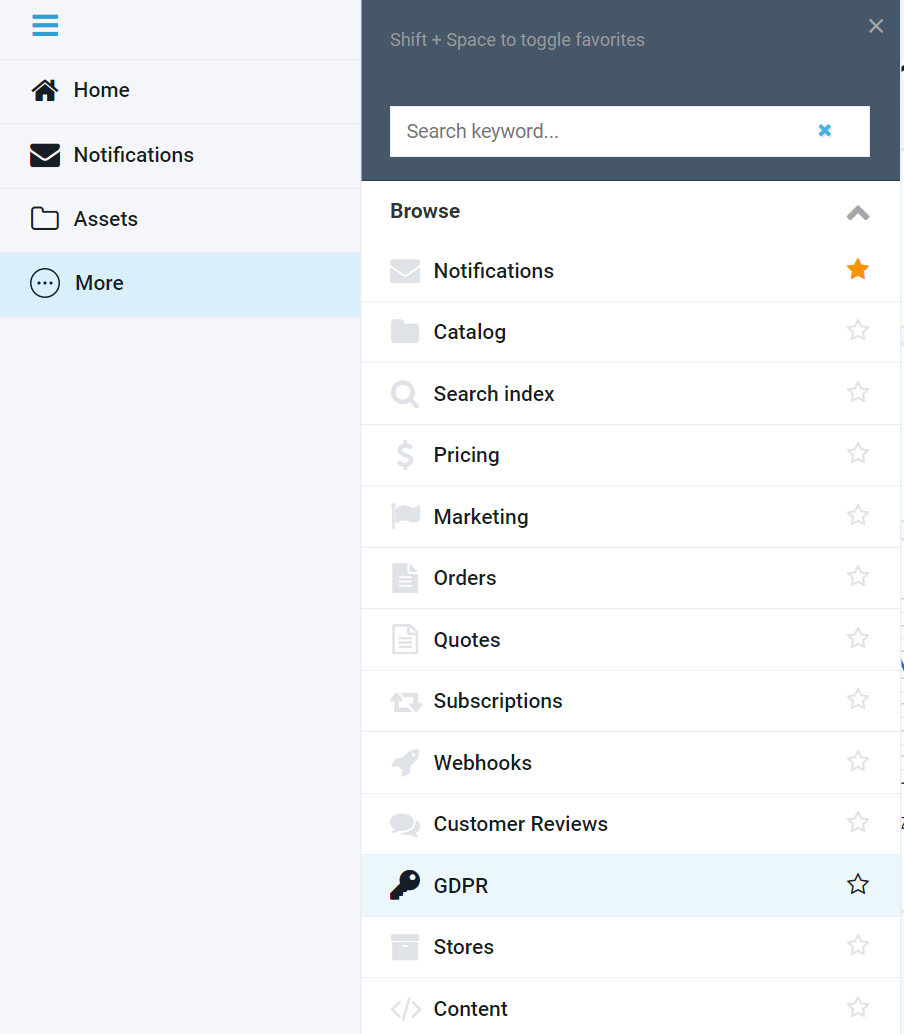 Home
Notifications
Assets
More
Shift + Space to toggle favorites
Search keyword...
Browse
Notifications
Catalog
Search index
Pricing
Marketing
Orders
Quotes
Subscriptions
Webhooks
Customer Reviews
GDPR
Stores
Content